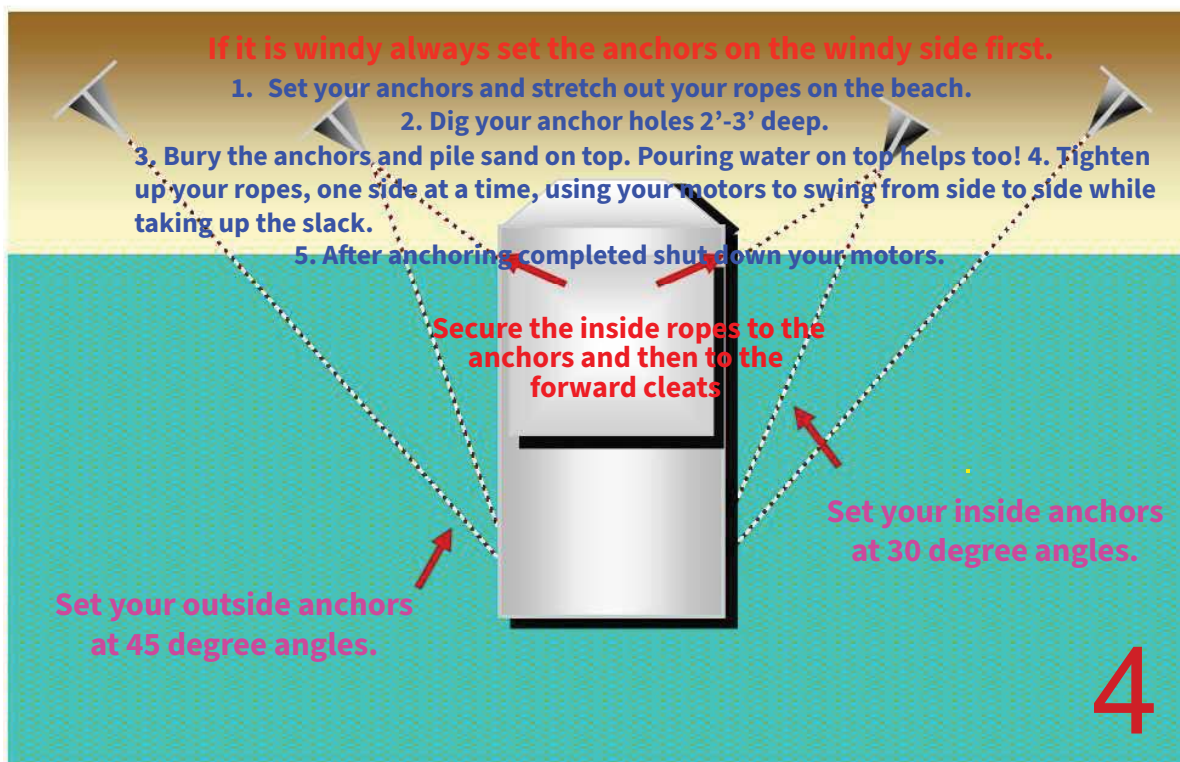 If it is windy always set the anchors on the windy side first.
1. Set your anchors and stretch out your ropes on the beach.
2. Dig your anchor holes 2'-3' deep.
3. Bury the anchors and pile sand on top. Pouring water on top helps too! 4. Tighten
up your ropes, one side at a time, using your motors to swing from side to side while
taking up the slack.
5. After anchoring completed shut down your motors.
Secure the inside ropes to the
anchors and then to the
forward cleats
Set your inside anchors
at 30 degree angles.
Set your outside anchors
at 45 degree angles.
4